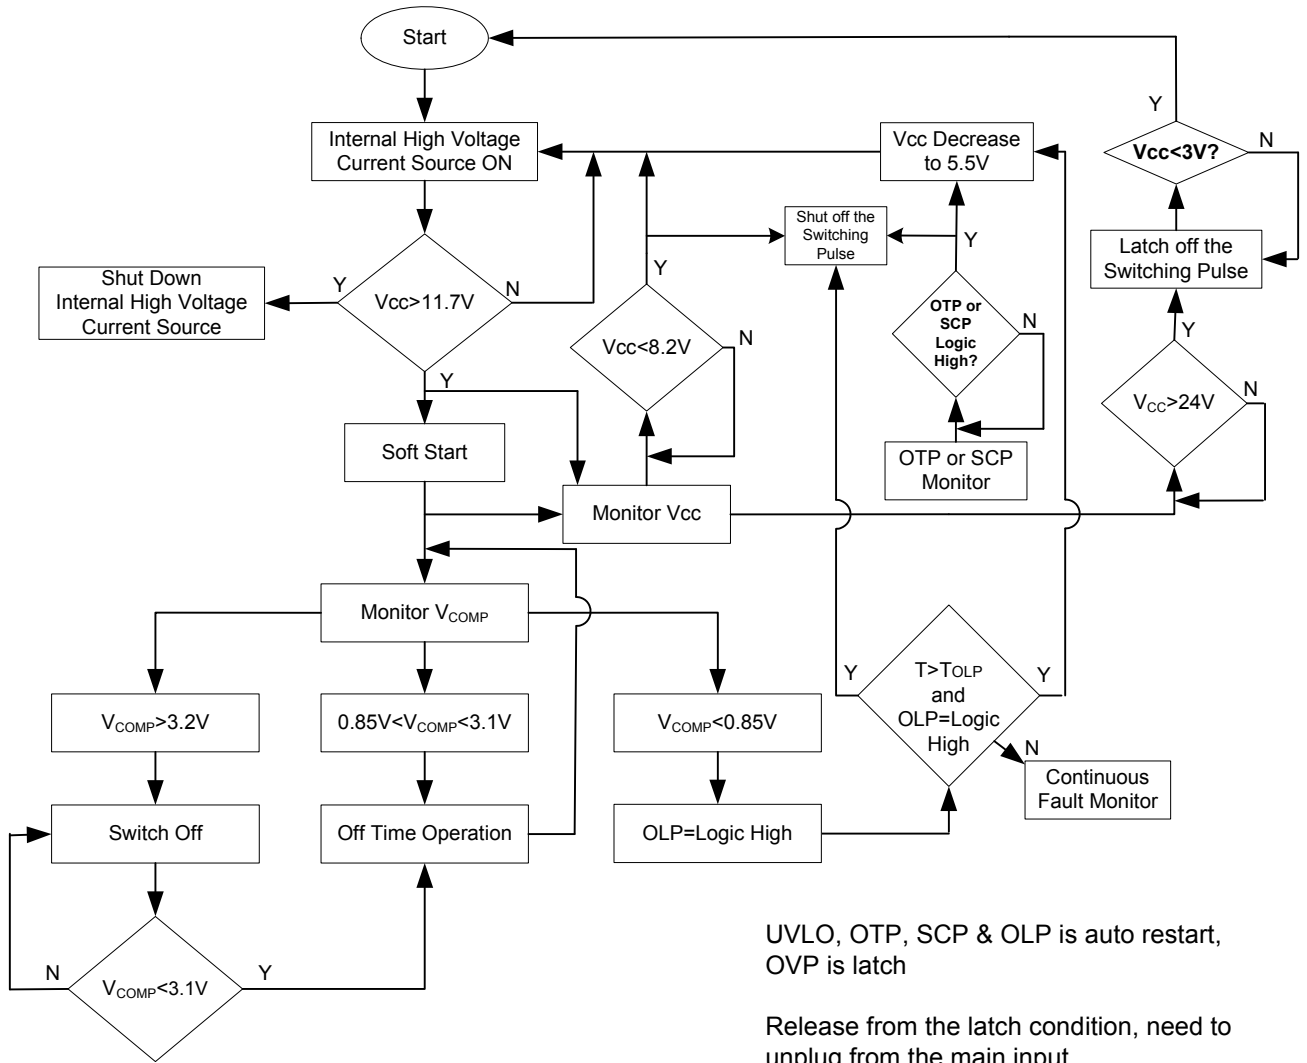 Start
Internal High Voltage
Current Source ON
Vcc>11.7V
Y
N
Shut Down
Internal High Voltage
Current Source
Y
Soft Start
Monitor Vcc
Vcc<8.2V
Y
N
Shut off the
Switching
Pulse
Vcc Decrease
to 5.5V
Y
OTP or
SCP
Logic
High?
N
OTP or SCP
Monitor
Y
Vcc<3V?
N
Latch off the
Switching Pulse
Y
VCC>24V
N
Monitor VCOMP
VCOMP>3.2V
0.85V<VCOMP<3.1V
VCOMP<0.85V
Switch Off
Off Time Operation
OLP=Logic High
VCOMP<3.1V
N
Y
Y
T>TOLP
and
OLP=Logic
High
Y
N
Continuous
Fault Monitor
UVLO, OTP, SCP & OLP is auto restart,
OVP is latch
Release from the latch condition, need to
unplug from the main input